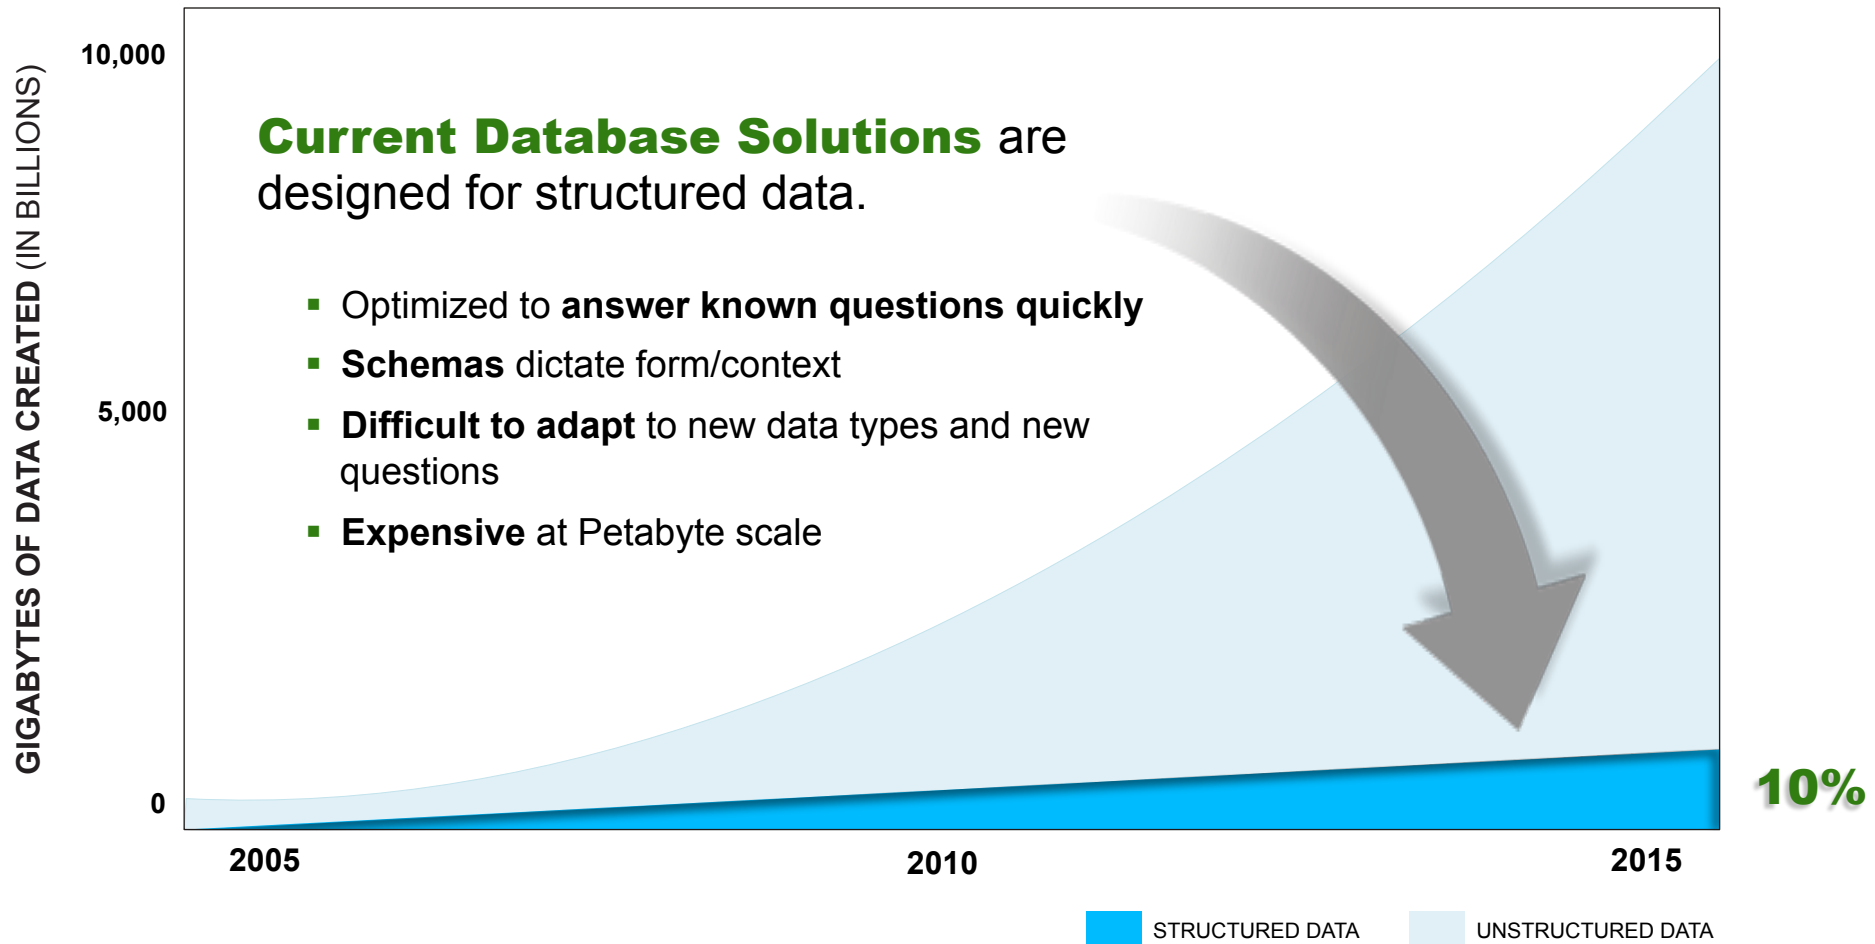 10,000
GIGABYTES OF DATA CREATED (IN BILLIONS)
Current Database Solutions are
designed for structured data.
▪ Optimized to answer known questions quickly
▪ Schemas dictate form/context
5,000
▪ Difficult to adapt to new data types and new
questions
▪ Expensive at Petabyte scale
0
10%
2005
2010
2015
STRUCTURED DATA
UNSTRUCTURED DATA